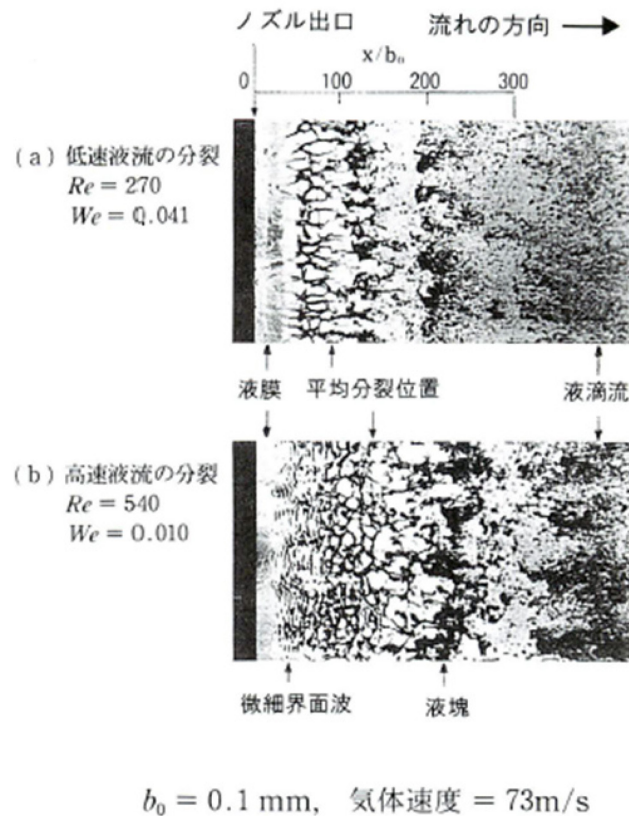 ノズル出口 流れの方向
x/b₀
0 100 200 300
(a) 低速液流の分裂
Re = 270
We = 0.041
液膜 平均分裂位置 液滴流
(b) 高速液流の分裂
Re = 540
We = 0.010
微細界面波 液塊
b₀ = 0.1 mm, 気体速度 = 73m/s